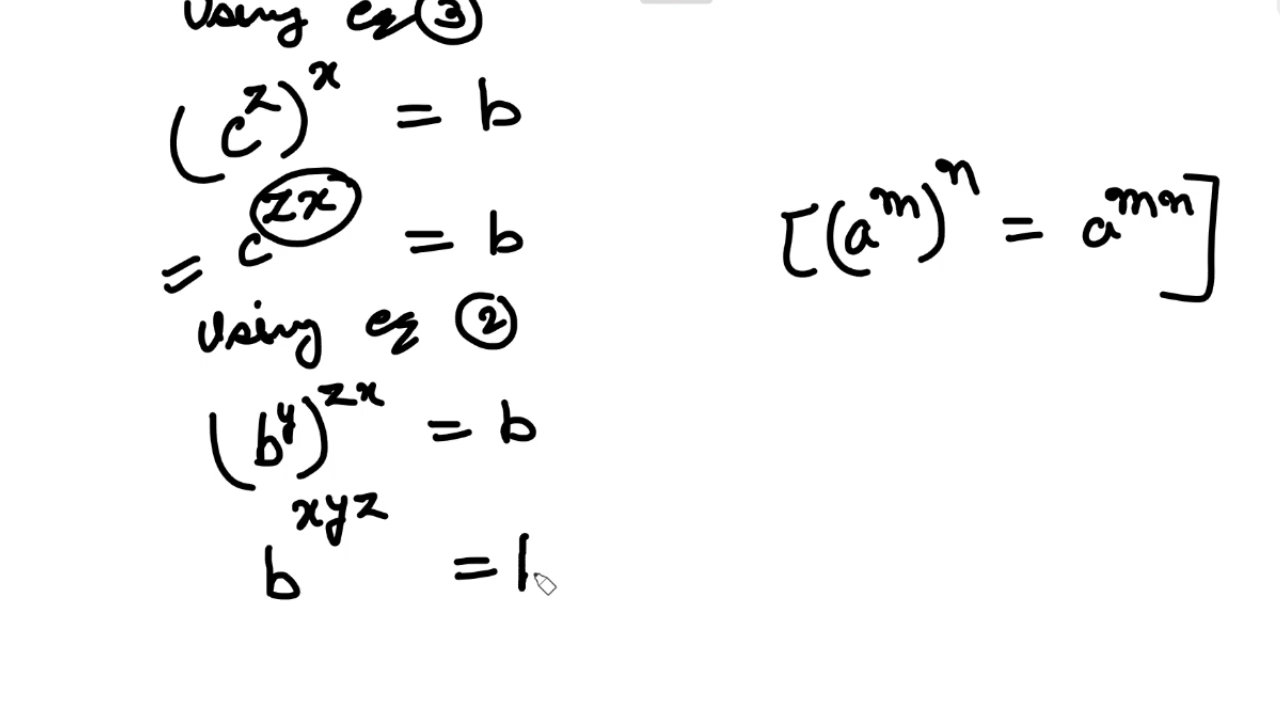 using eq ③
(c^z)^x = b
= c^{zx} = b
[(a^m)^n = a^{mn}]
using eq ②
(b^y)^{zx} = b
b^{xyz} =